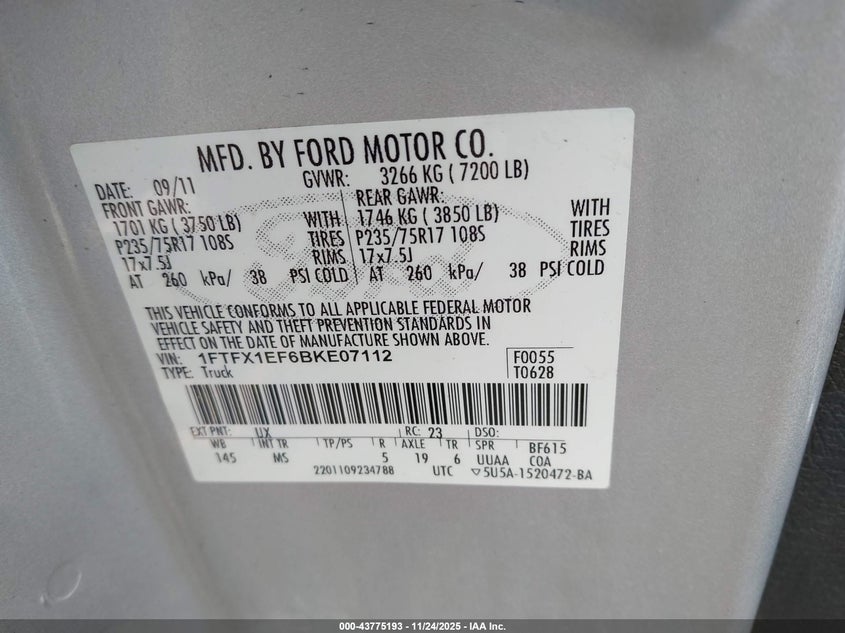 MFD. BY FORD MOTOR CO.
DATE: 09/11 GVWR: 3266 KG ( 7200 LB)
FRONT GAWR: REAR GAWR:
1701 KG ( 3750 LB) WITH 1746 KG ( 3850 LB) WITH
P235/75R17 108S TIRES P235/75R17 108S TIRES
17x7.5J RIMS 17x7.5J RIMS
AT 260 kPa/ 38 PSI COLD AT 260 kPa/ 38 PSI COLD
THIS VEHICLE CONFORMS TO ALL APPLICABLE FEDERAL MOTOR
VEHICLE SAFETY AND THEFT PREVENTION STANDARDS IN
EFFECT ON THE DATE OF MANUFACTURE SHOWN ABOVE.
VIN: 1FTFX1EF6BKE07112 F0055
TYPE: Truck T0628
EXT PNT: UX RC: 23 DSO:
WB INT TR TP/PS R AXLE TR SPR BF615
145 MS 5 19 6 UUAA COA
2201109234788 UTC ▽5U5A-1520472-BA
000-43775193 - 11/24/2025 - IAA Inc.